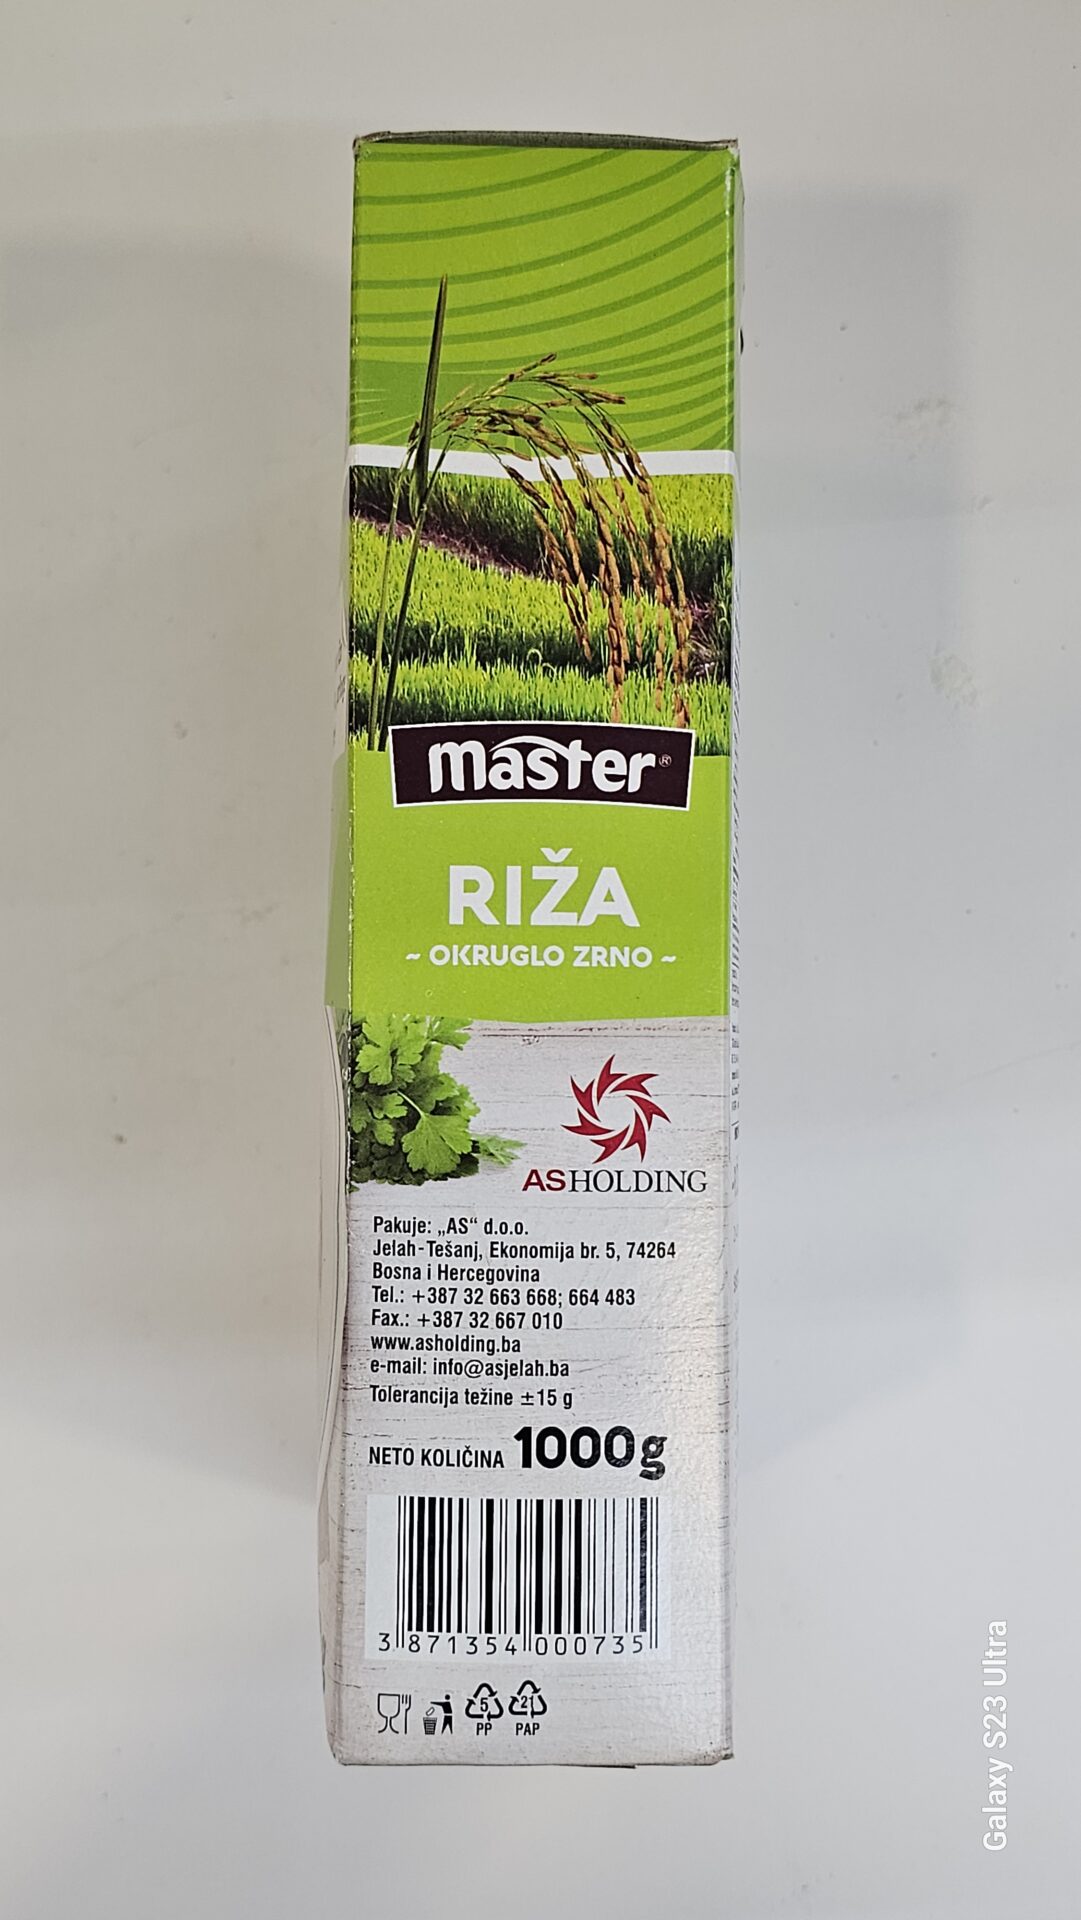 master®
RIŽA
~ OKRUGLO ZRNO ~
ASHOLDING
Pakuje: „AS“ d.o.o.
Jelah-Tešanj, Ekonomija br. 5, 74264
Bosna i Hercegovina
Tel.: +387 32 663 668; 664 483
Fax.: +387 32 667 010
www.asholding.ba
e-mail: info@asjelah.ba
Tolerancija težine ±15 g
NETO KOLIČINA 1000g
3 871354 000735
5 21
PP PAP
Galaxy S23 Ultra